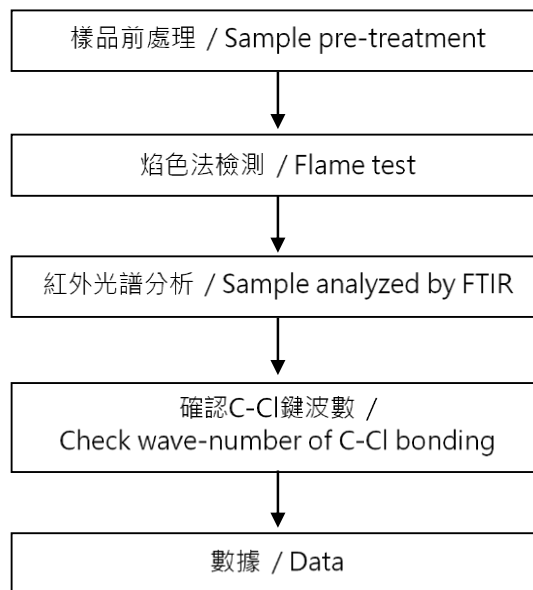 樣品前處理 / Sample pre-treatment
焰色法檢測 / Flame test
紅外光譜分析 / Sample analyzed by FTIR
確認C-Cl鍵波數 /
Check wave-number of C-Cl bonding
數據 / Data